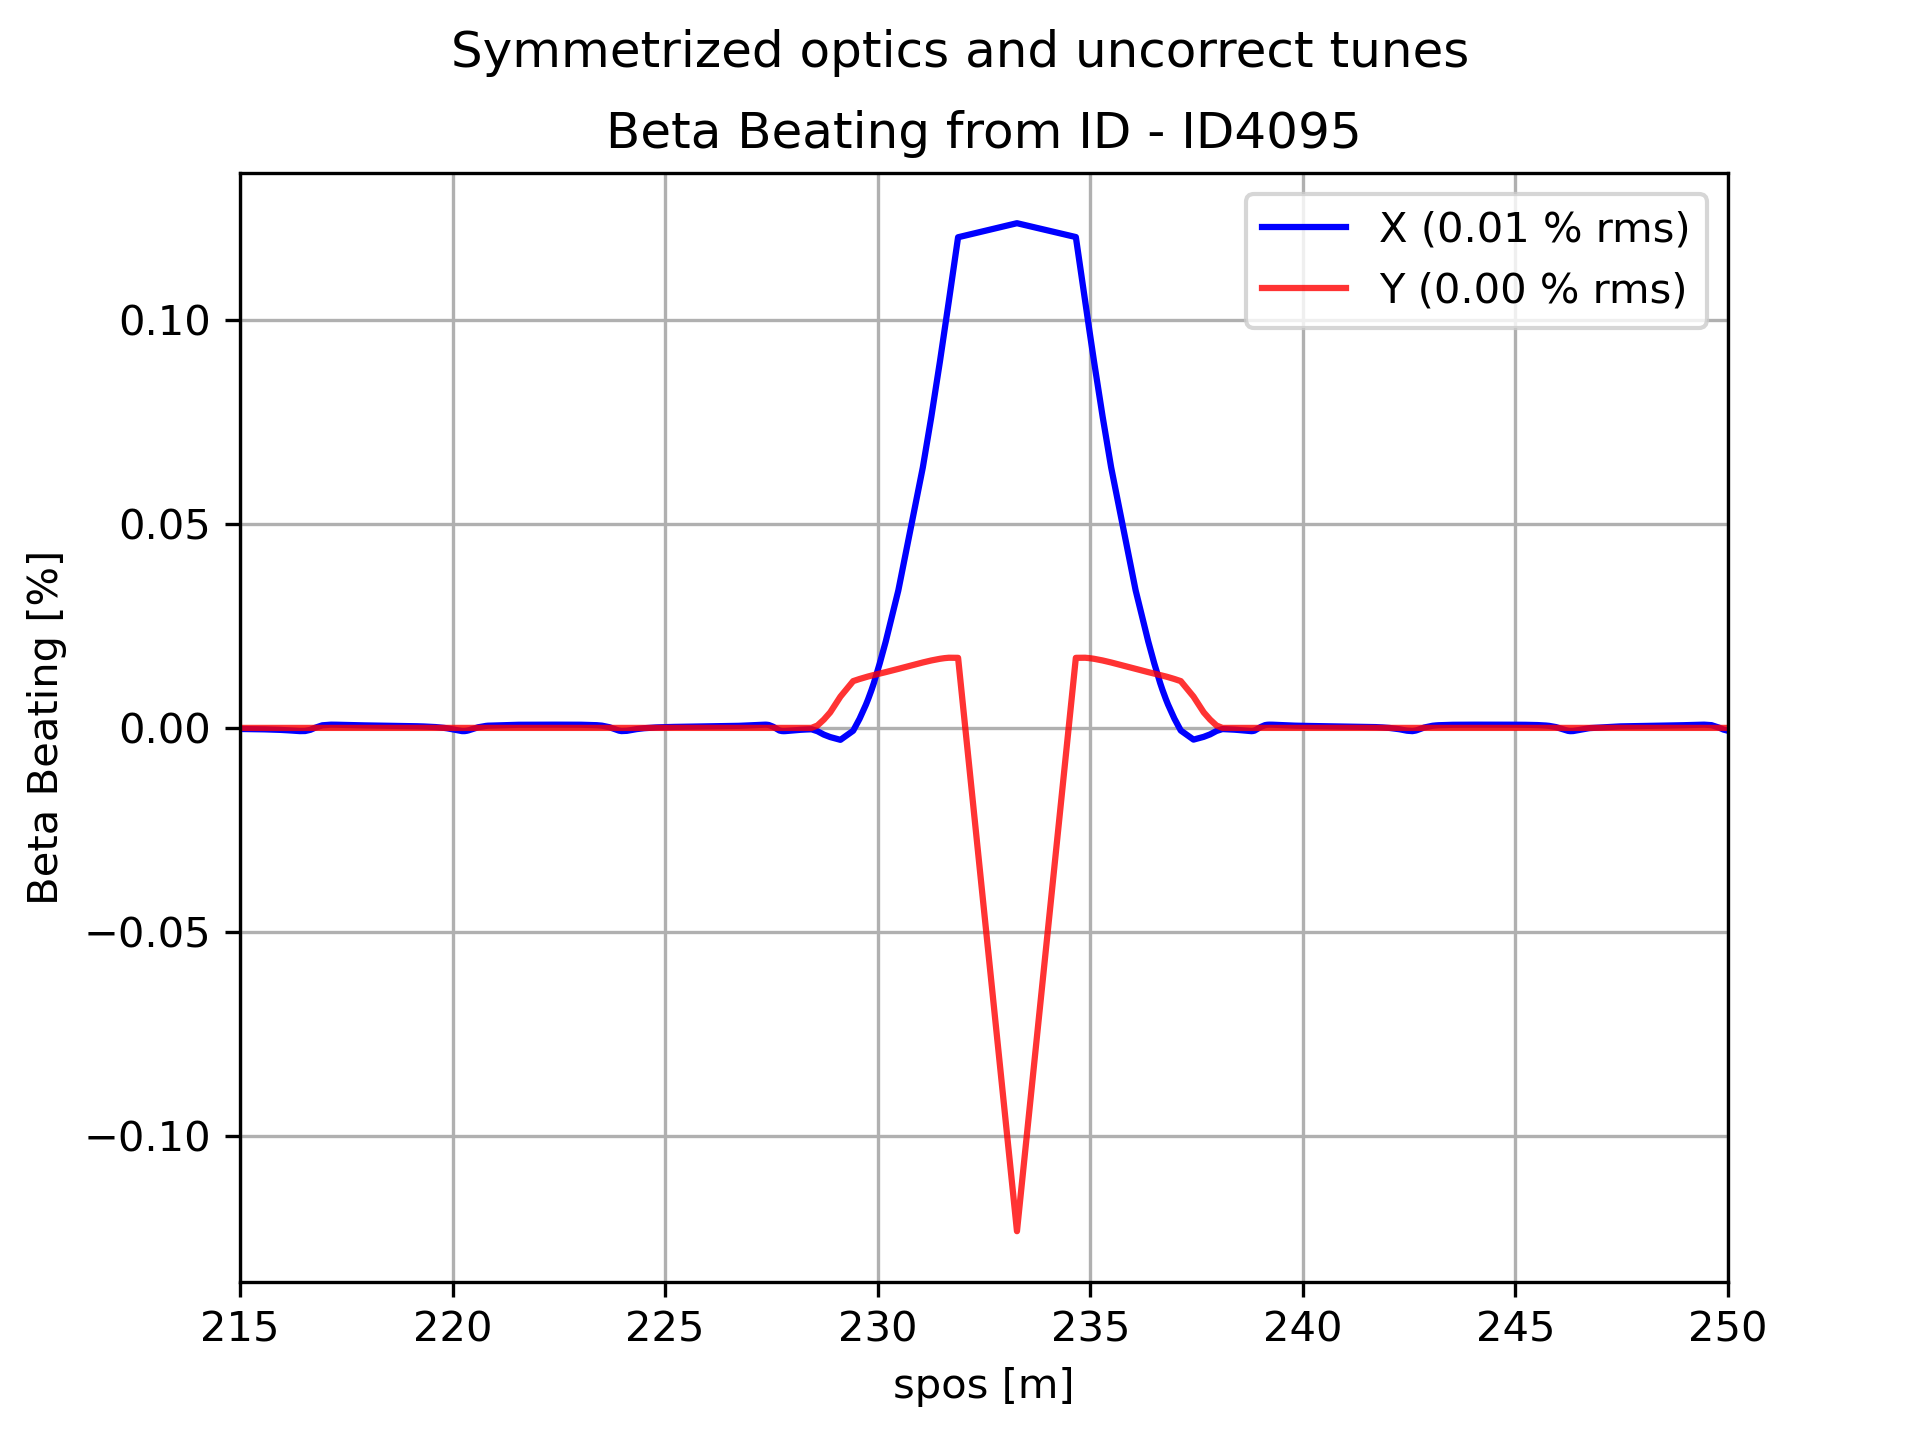 Symmetrized optics and uncorrect tunes
Beta Beating from ID - ID4095
X (0.01 % rms)
Y (0.00 % rms)
Beta Beating [%]
0.10
0.05
0.00
−0.05
−0.10
215 220 225 230 235 240 245 250
spos [m]